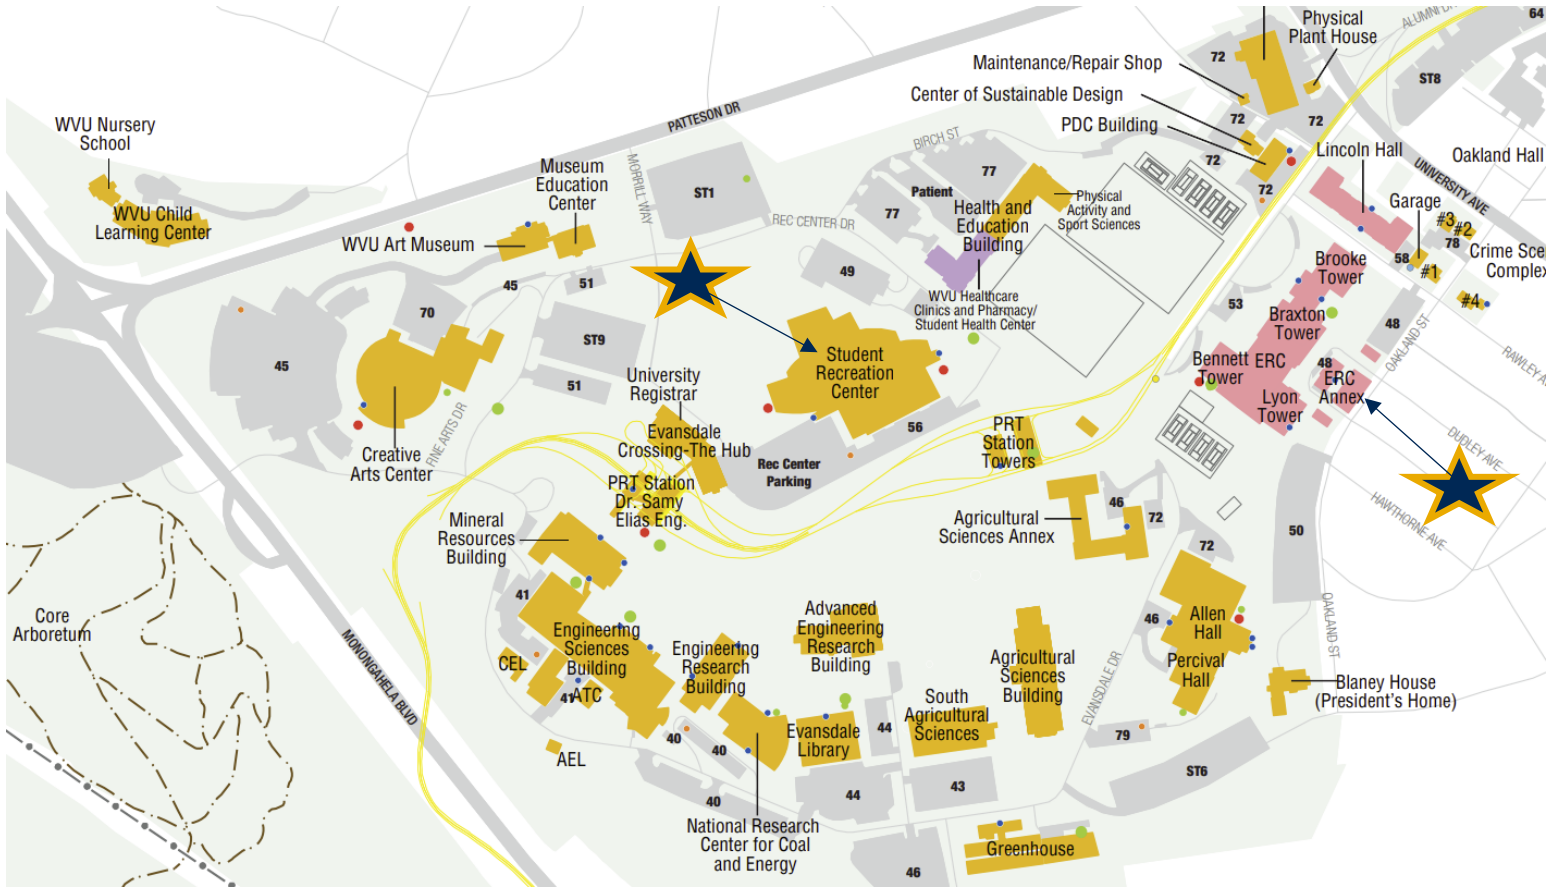 64
ALUMNI DR
Physical
Plant House
72
ST8
Maintenance/Repair Shop
Center of Sustainable Design
PDC Building
72
72
72
72
PATTESON DR
WVU Nursery
School
WVU Child
Learning Center
MORRILL WAY
Museum
Education
Center
WVU Art Museum
ST1
BIRCH ST
77
Patient
77
REC CENTER DR
Health and
Education
Building
Physical
Activity and
Sport Sciences
Lincoln Hall
UNIVERSITY AVE
Oakland Hall
Garage
#3
#2
78
58
#1
Crime Sce
Complex
#4
Brooke
Tower
Braxton
Tower
53
48
OAKLAND ST
RAWLEY A
Bennett
Tower
ERC
48
ERC
Annex
Lyon
Tower
DUDLEY AVE
HAWTHORNE AVE
45
51
49
WVU Healthcare
Clinics and Pharmacy/
Student Health Center
70
45
ST9
51
Student
Recreation
Center
University
Registrar
Evansdale
Crossing-The Hub
56
Rec Center
Parking
PRT
Station
Towers
FINE ARTS DR
Creative
Arts Center
PRT Station
Dr. Samy
Elias Eng.
Mineral
Resources
Building
Agricultural
Sciences Annex
46
72
72
50
OAKLAND ST
41
Core
Arboretum
MONONGAHELA BLVD
Engineering
Sciences
Building
CEL
41
ATC
AEL
Engineering
Research
Building
Advanced
Engineering
Research
Building
Agricultural
Sciences
Building
South
Agricultural
Sciences
Evansdale
Library
46
Allen
Hall
Percival
Hall
EVANSDALE DR
Blaney House
(President's Home)
40
40
40
44
44
43
79
ST6
National Research
Center for Coal
and Energy
Greenhouse
46